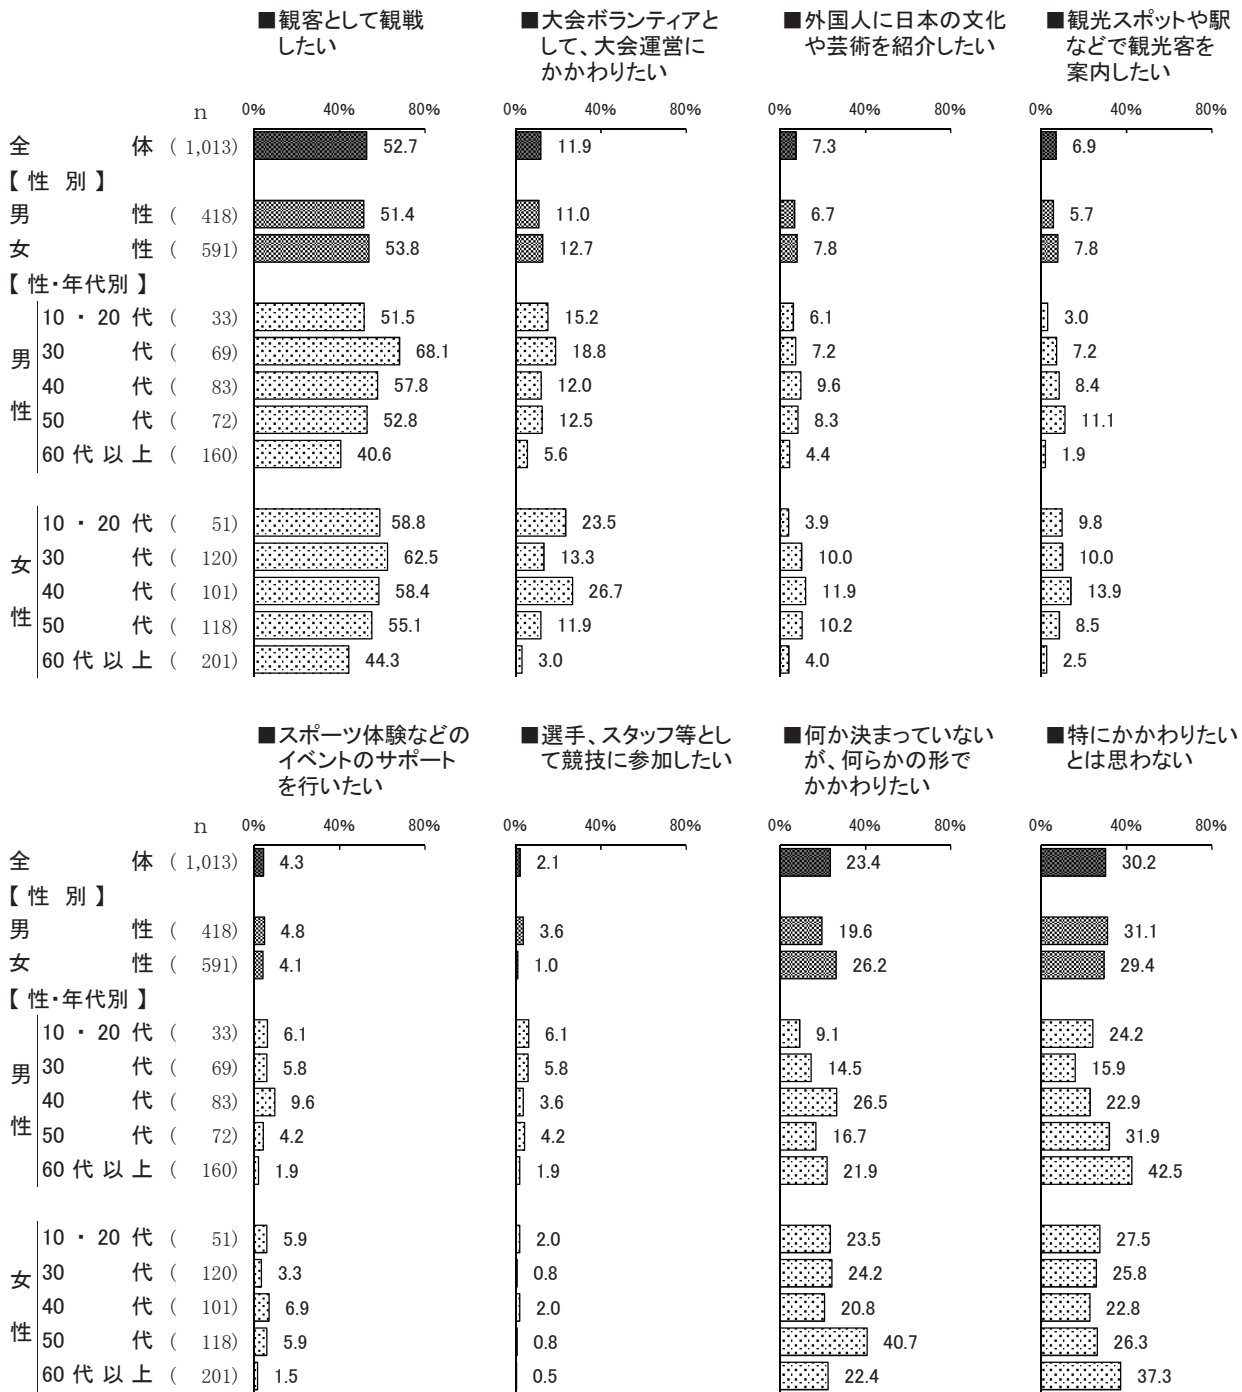 ■観客として観戦
したい
■大会ボランティアと
して、大会運営に
かかわりたい
■外国人に日本の文化
や芸術を紹介したい
■観光スポットや駅
などで観光客を
案内したい
n 0% 40% 80% 0% 40% 80% 0% 40% 80% 0% 40% 80%
全体 (1,013) 52.7 11.9 7.3 6.9
【性別】
男性 (418) 51.4 11.0 6.7 5.7
女性 (591) 53.8 12.7 7.8 7.8
【性・年代別】
男性
10・20代 (33) 51.5 15.2 6.1 3.0
30代 (69) 68.1 18.8 7.2 7.2
40代 (83) 57.8 12.0 9.6 8.4
50代 (72) 52.8 12.5 8.3 11.1
60代以上 (160) 40.6 5.6 4.4 1.9
女性
10・20代 (51) 58.8 23.5 3.9 9.8
30代 (120) 62.5 13.3 10.0 10.0
40代 (101) 58.4 26.7 11.9 13.9
50代 (118) 55.1 11.9 10.2 8.5
60代以上 (201) 44.3 3.0 4.0 2.5
■スポーツ体験などの
イベントのサポート
を行いたい
■選手、スタッフ等とし
て競技に参加したい
■何か決まっていない
が、何らかの形で
かかわりたい
■特にかかわりたい
とは思わない
n 0% 40% 80% 0% 40% 80% 0% 40% 80% 0% 40% 80%
全体 (1,013) 4.3 2.1 23.4 30.2
【性別】
男性 (418) 4.8 3.6 19.6 31.1
女性 (591) 4.1 1.0 26.2 29.4
【性・年代別】
男性
10・20代 (33) 6.1 6.1 9.1 24.2
30代 (69) 5.8 5.8 14.5 15.9
40代 (83) 9.6 3.6 26.5 22.9
50代 (72) 4.2 4.2 16.7 31.9
60代以上 (160) 1.9 1.9 21.9 42.5
女性
10・20代 (51) 5.9 2.0 23.5 27.5
30代 (120) 3.3 0.8 24.2 25.8
40代 (101) 6.9 2.0 20.8 22.8
50代 (118) 5.9 0.8 40.7 26.3
60代以上 (201) 1.5 0.5 22.4 37.3